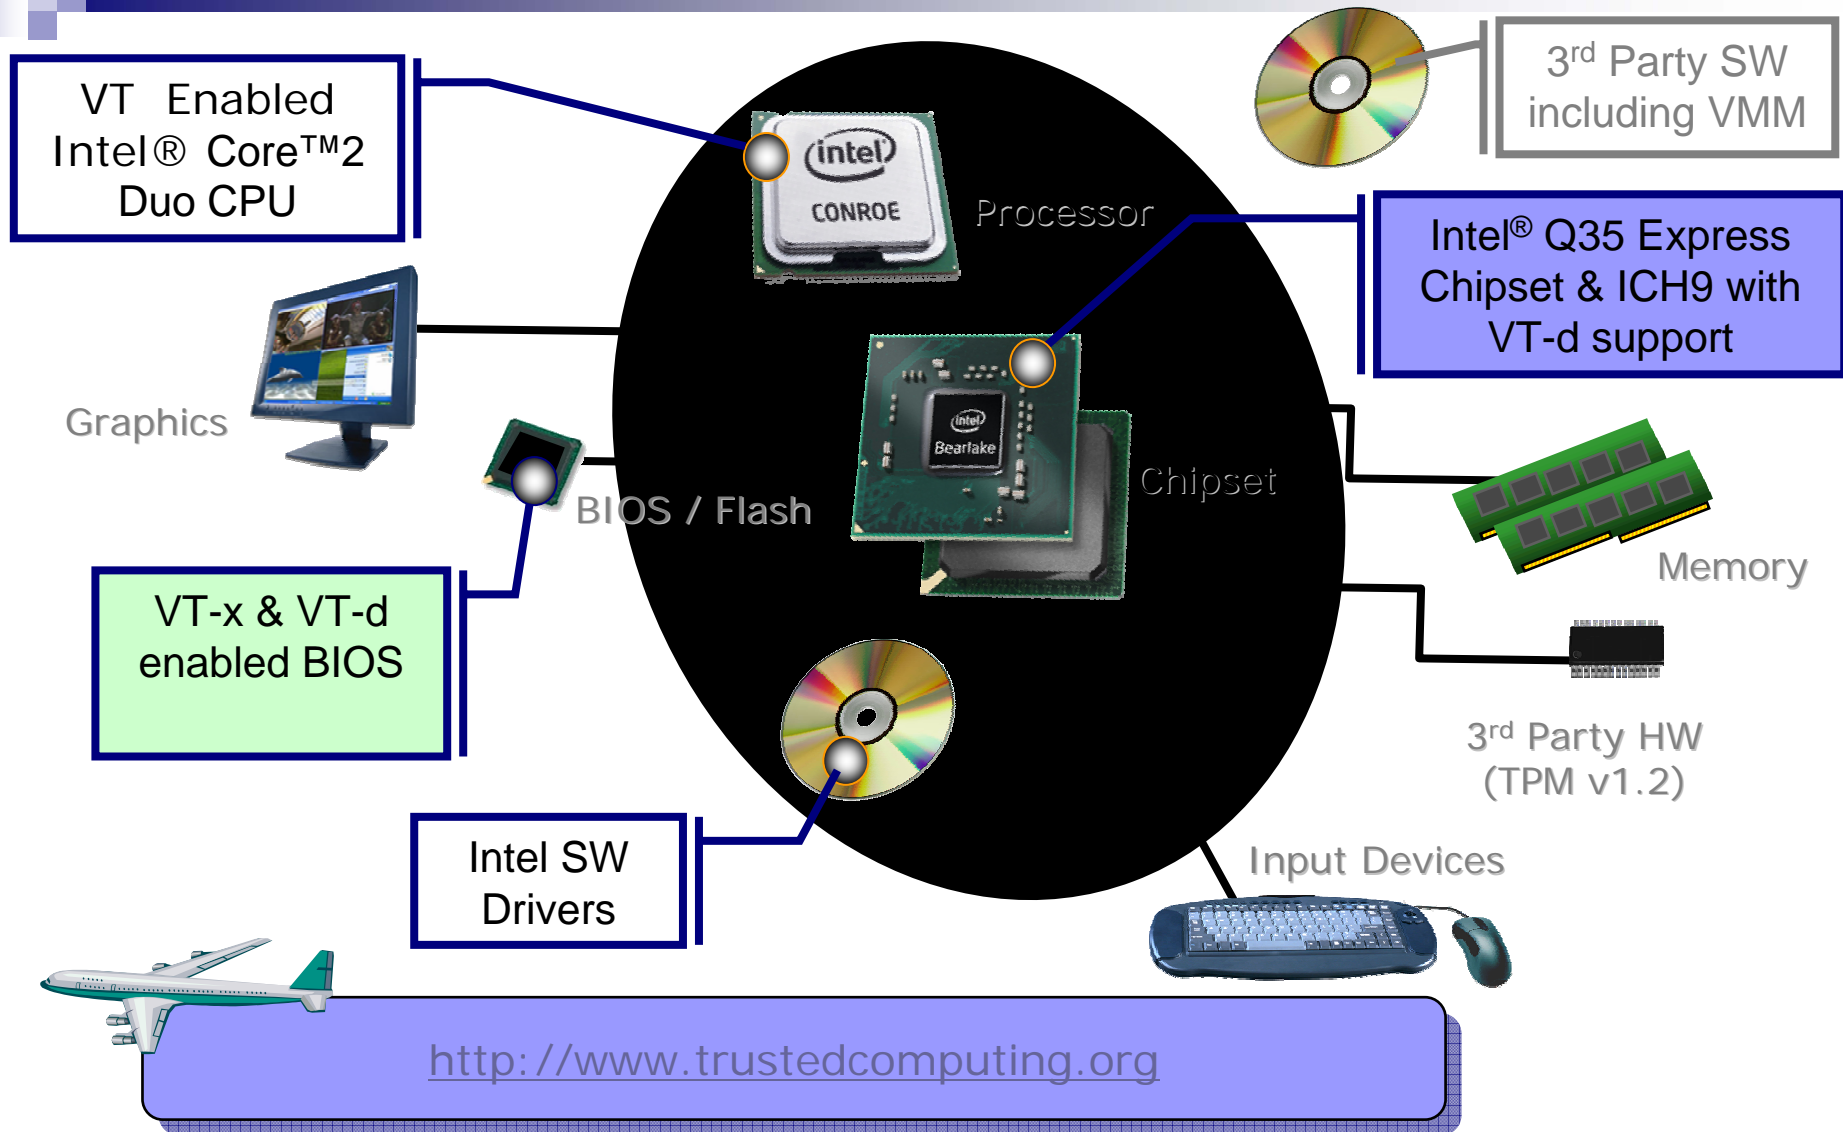 VT Enabled
Intel® Core™2
Duo CPU
intel
CONROE
Processor
3rd Party SW
including VMM
Intel® Q35 Express
Chipset & ICH9 with
VT-d support
Graphics
intel
Bearlake
Chipset
BIOS / Flash
Memory
VT-x & VT-d
enabled BIOS
3rd Party HW
(TPM v1.2)
Intel SW
Drivers
Input Devices
http://www.trustedcomputing.org